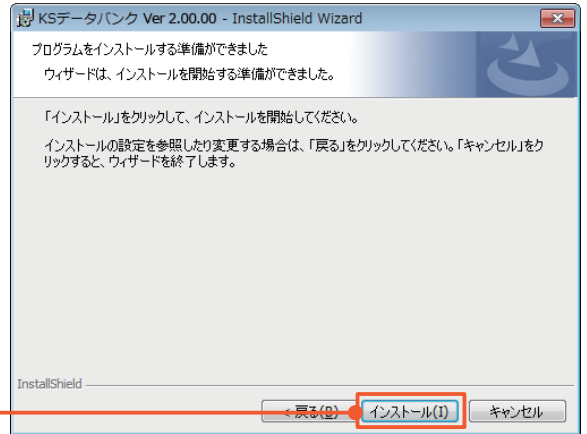 KSデータバンク Ver 2.00.00 - InstallShield Wizard
プログラムをインストールする準備ができました
ウィザードは、インストールを開始する準備ができました。
「インストール」をクリックして、インストールを開始してください。
インストールの設定を参照したり変更する場合は、「戻る」をクリックしてください。「キャンセル」をク
リックすると、ウィザードを終了します。
InstallShield
< 戻る(B) インストール(I) キャンセル